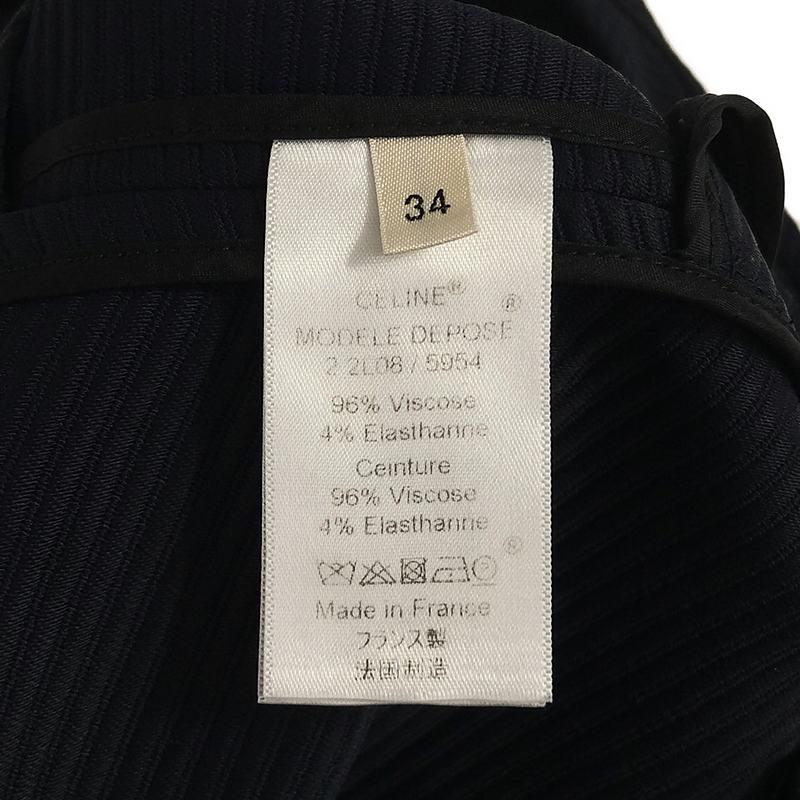 34
CELINE®
®
MODELE DEPOSE
2 2L08 / 5954
96% Viscose
4% Elasthanne
Ceinture
96% Viscose
4% Elasthanne
®
Made in France
フランス製
法国制造